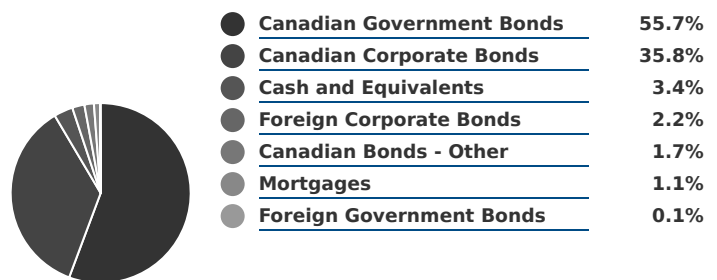 Canadian Government Bonds 55.7%
Canadian Corporate Bonds 35.8%
Cash and Equivalents 3.4%
Foreign Corporate Bonds 2.2%
Canadian Bonds - Other 1.7%
Mortgages 1.1%
Foreign Government Bonds 0.1%